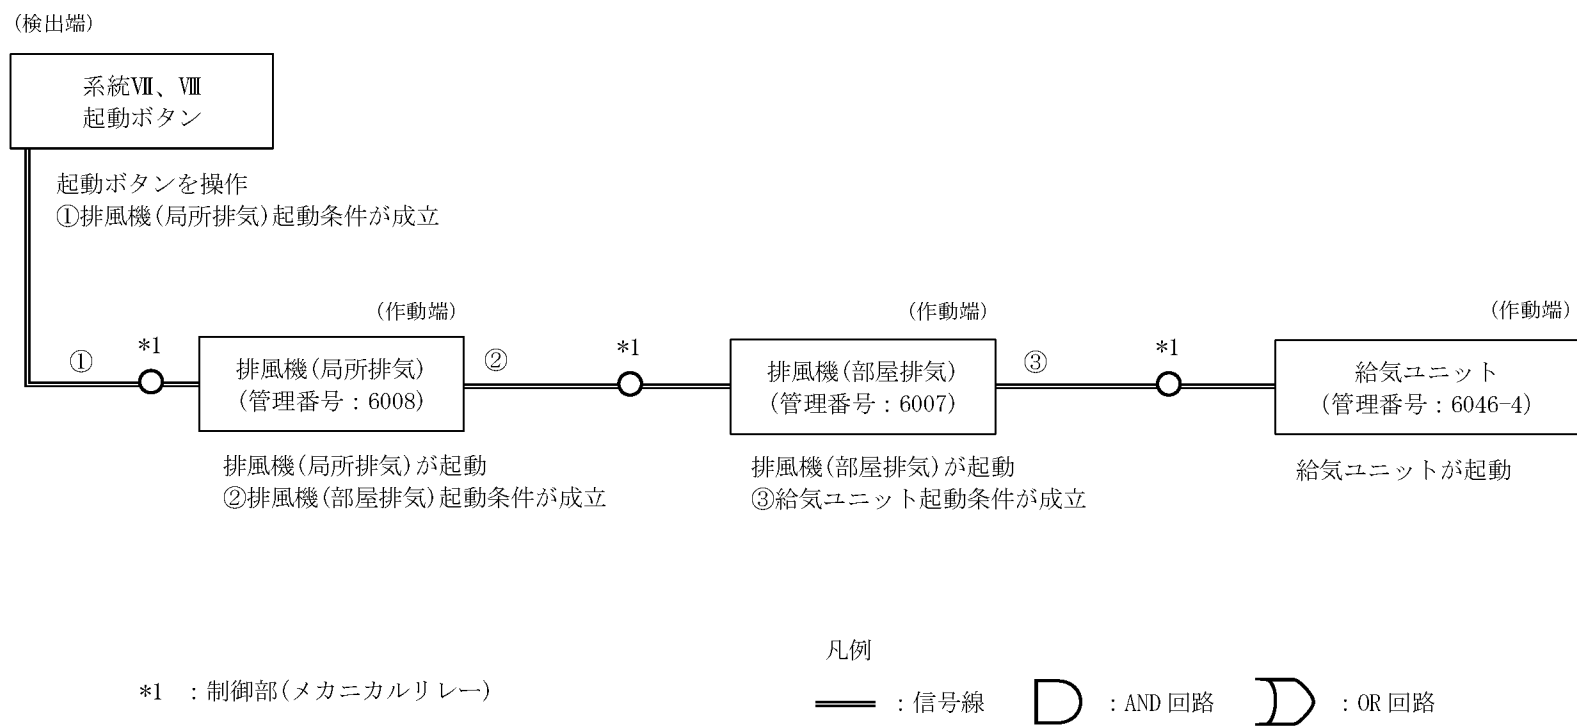 (検出端)
系統Ⅶ、Ⅷ
起動ボタン
起動ボタンを操作
①排風機(局所排気)起動条件が成立
(作動端)
(作動端)
(作動端)
①
*1
排風機(局所排気)
(管理番号：6008)
②
*1
排風機(部屋排気)
(管理番号：6007)
③
*1
給気ユニット
(管理番号：6046-4)
排風機(局所排気)が起動
②排風機(部屋排気)起動条件が成立
排風機(部屋排気)が起動
③給気ユニット起動条件が成立
給気ユニットが起動
凡例
*1 ：制御部(メカニカルリレー)
：信号線
：AND 回路
：OR 回路